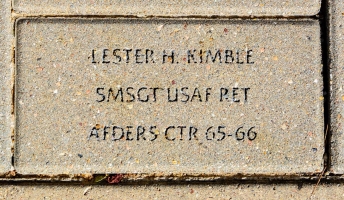 LESTER H. KIMBLE
SMSGT USAF RET
AFDERS CTR 65-66